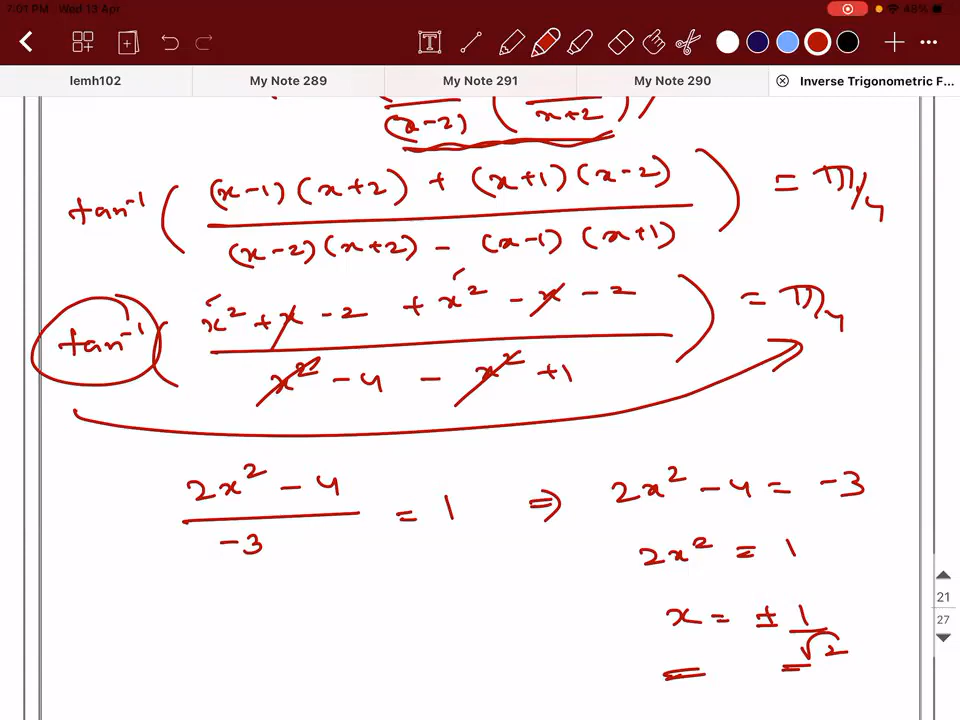 7:01 PM Wed 13 Apr 48%
lemh102 My Note 289 My Note 291 My Note 290 Inverse Trigonometric F...
(x-2) ( x+2 )
tan⁻¹ ( (x-1)(x+2) + (x+1)(x-2) / (x-2)(x+2) - (x-1)(x+1) ) = π/4
tan⁻¹ ( x² + x - 2 + x² - x - 2 / x² - 4 - x² + 1 ) = π/4
2x² - 4 / -3 = 1 ⇒ 2x² - 4 = -3
2x² = 1
x = ± 1/√2
21
27